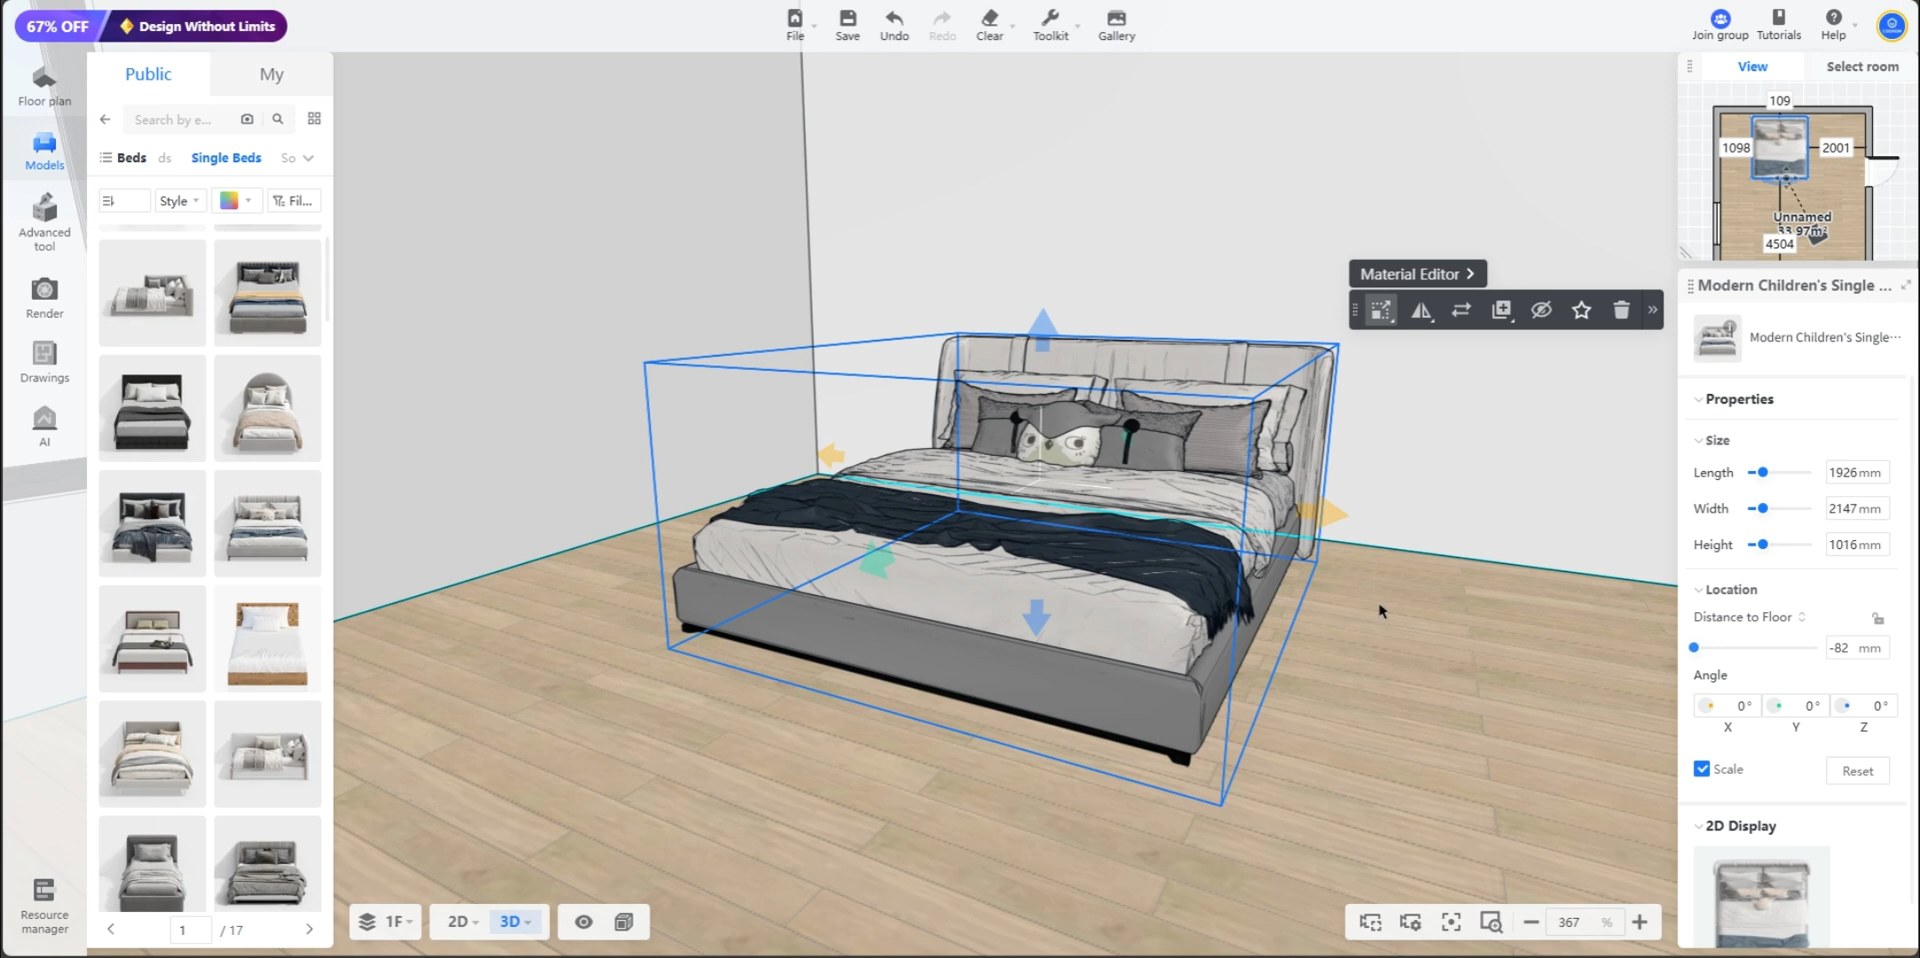 67% OFF
Design Without Limits
File
Save
Undo
Redo
Clear
Toolkit
Gallery
Join group
Tutorials
Help
Floor plan
Models
Advanced
tool
Render
Drawings
AI
Resource
manager
Public
My
Search by e...
Beds
ds
Single Beds
So
Style
Fil...
1
/ 17
Material Editor
1F
2D
3D
367 %
View
Select room
109
1098
2001
Unnamed
33.97m²
4504
Modern Children's Single ...
Modern Children's Single···
Properties
Size
Length
1926 mm
Width
2147 mm
Height
1016 mm
Location
Distance to Floor
-82 mm
Angle
0°
0°
0°
X
Y
Z
Scale
Reset
2D Display